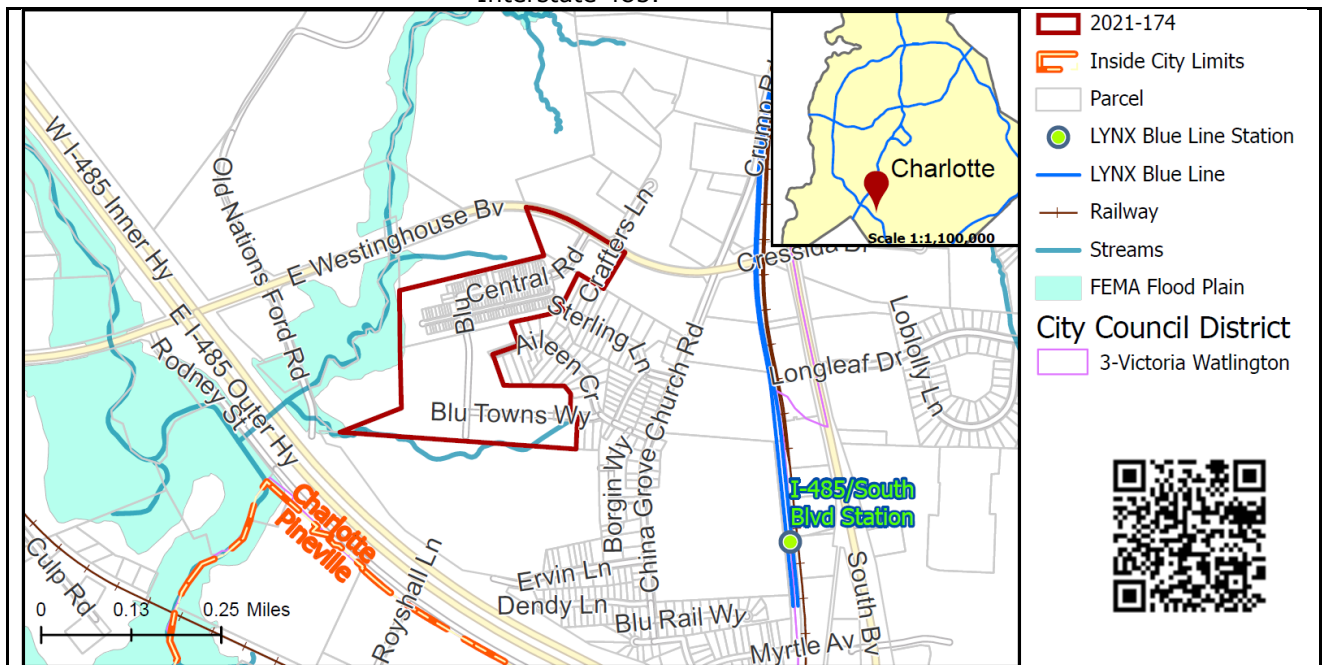 Interstate 485.
W I-485 Inner Hy
E I-485 Outer Hy
Old Nations Ford Rd
E Westinghouse Bv
Rodney St
Central Rd
Blu
Crafters Ln
Sterling Ln
Aileen Cr
Blu Towns Wy
Crump Rd
Cressida Dr
Longleaf Dr
Loblolly Ln
China Grove Church Rd
Borgin Wy
I-485/South
Blvd Station
South Bv
Charlotte
Pineville
Culp Rd
Royshall Ln
Ervin Ln
Dendy Ln
Blu Rail Wy
Myrtle Av
0 0.13 0.25 Miles
Charlotte
Scale 1:1,100,000
2021-174
Inside City Limits
Parcel
LYNX Blue Line Station
LYNX Blue Line
Railway
Streams
FEMA Flood Plain
City Council District
3-Victoria Watlington